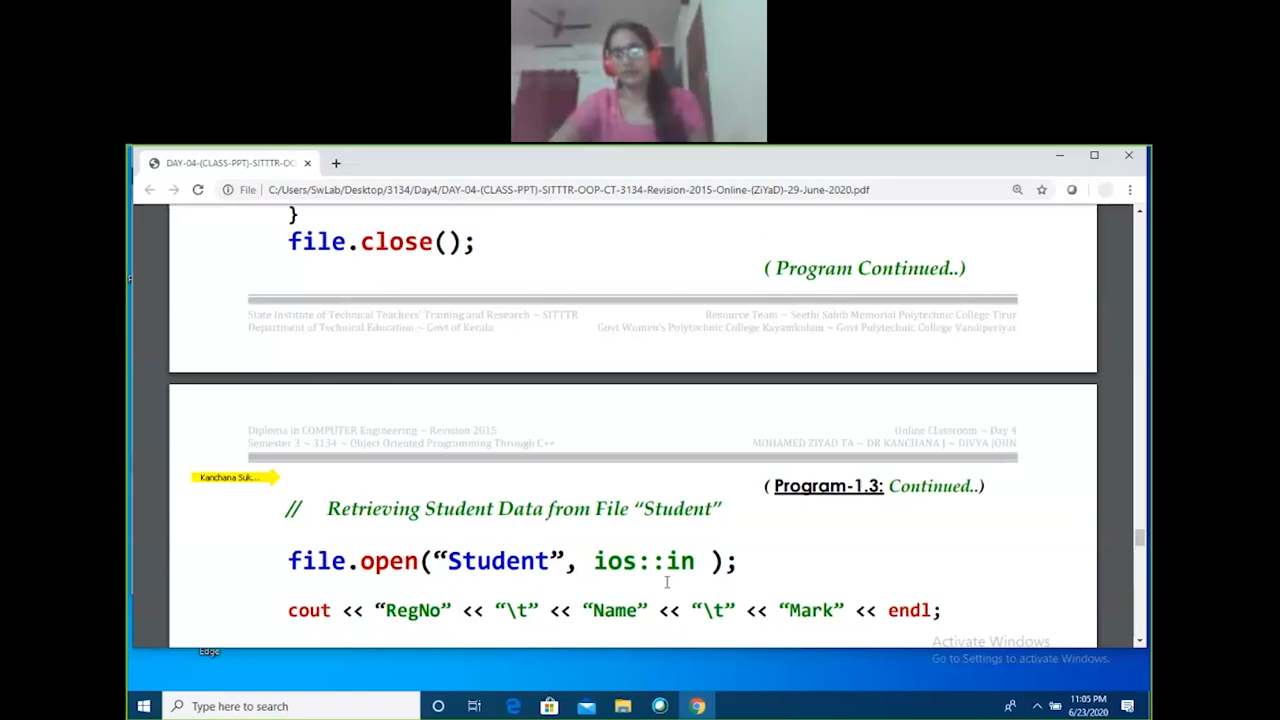 DAY-04-(CLASS-PPT)-SITTTR-OO
File
C:/Users/SwLab/Desktop/3134/Day4/DAY-04-(CLASS-PPT)-SITTTR-OOP-CT-3134-Revision-2015-Online-(ZiYaD)-29-June-2020.pdf
}
file.close();
( Program Continued..)
State Institute of Technical Teachers' Training and Research ~ SITTTR
Resource Team ~ Seethi Sahib Memorial Polytechnic College Tirur
Department of Technical Education ~ Govt of Kerala
Govt Women's Polytechnic College Kayamkulam ~ Govt Polytechnic College Vandiperiyar
Diploma in COMPUTER Engineering ~ Revision 2015
Online Classroom ~ Day 4
Semester 3 ~ 3134 ~ Object Oriented Programming Through C++
MOHAMED ZIYAD TA ~ DR KANCHANA J ~ DIVYA JOHN
Kanchana Suk...
( Program-1.3: Continued..)
// Retrieving Student Data from File “Student”
file.open(“Student”, ios::in );
cout << “RegNo” << “\t” << “Name” << “\t” << “Mark” << endl;
Activate Windows
Go to Settings to activate Windows.
Edge
Type here to search
11:05 PM
6/23/2020